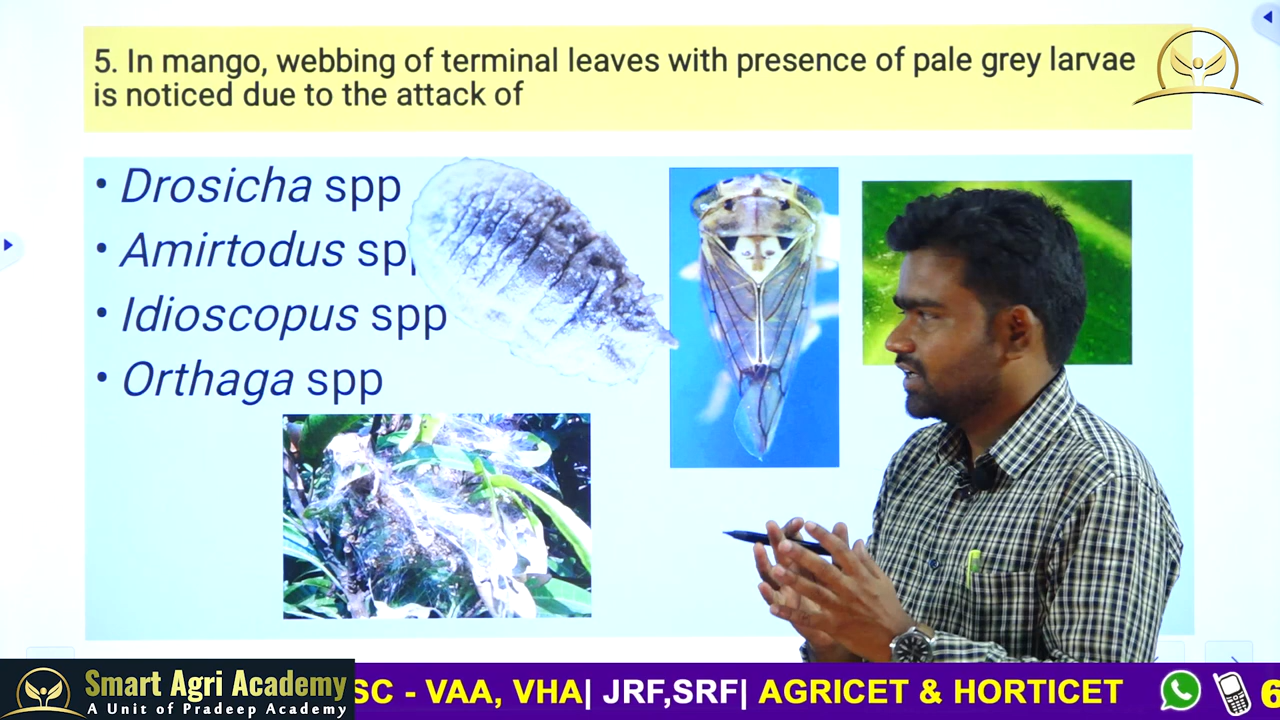 5. In mango, webbing of terminal leaves with presence of pale grey larvae
is noticed due to the attack of
• Drosicha spp
• Amirtodus sp
• Idioscopus spp
• Orthaga spp
Smart Agri Academy
A Unit of Pradeep Academy
SC - VAA, VHA| JRF,SRF| AGRICET & HORTICET
6